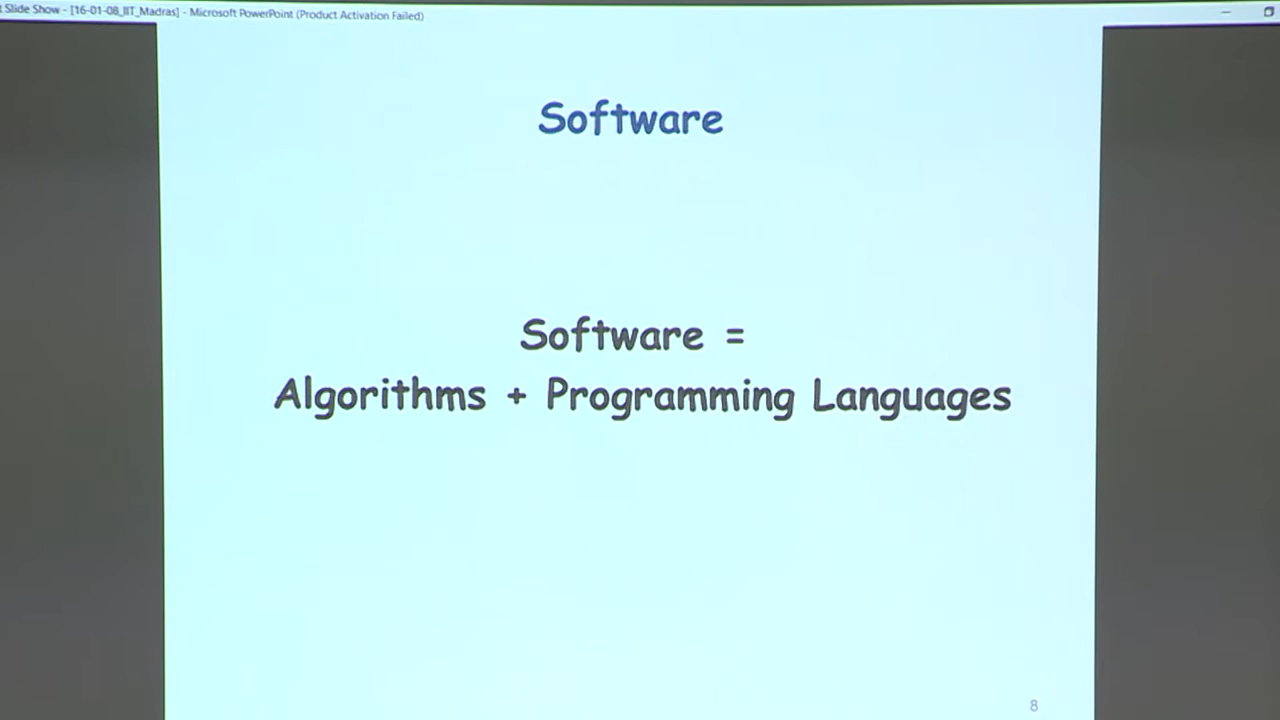 Slide Show - [16-01-08_IIT_Madras] - Microsoft PowerPoint (Product Activation Failed)
Software
Software =
Algorithms + Programming Languages
8